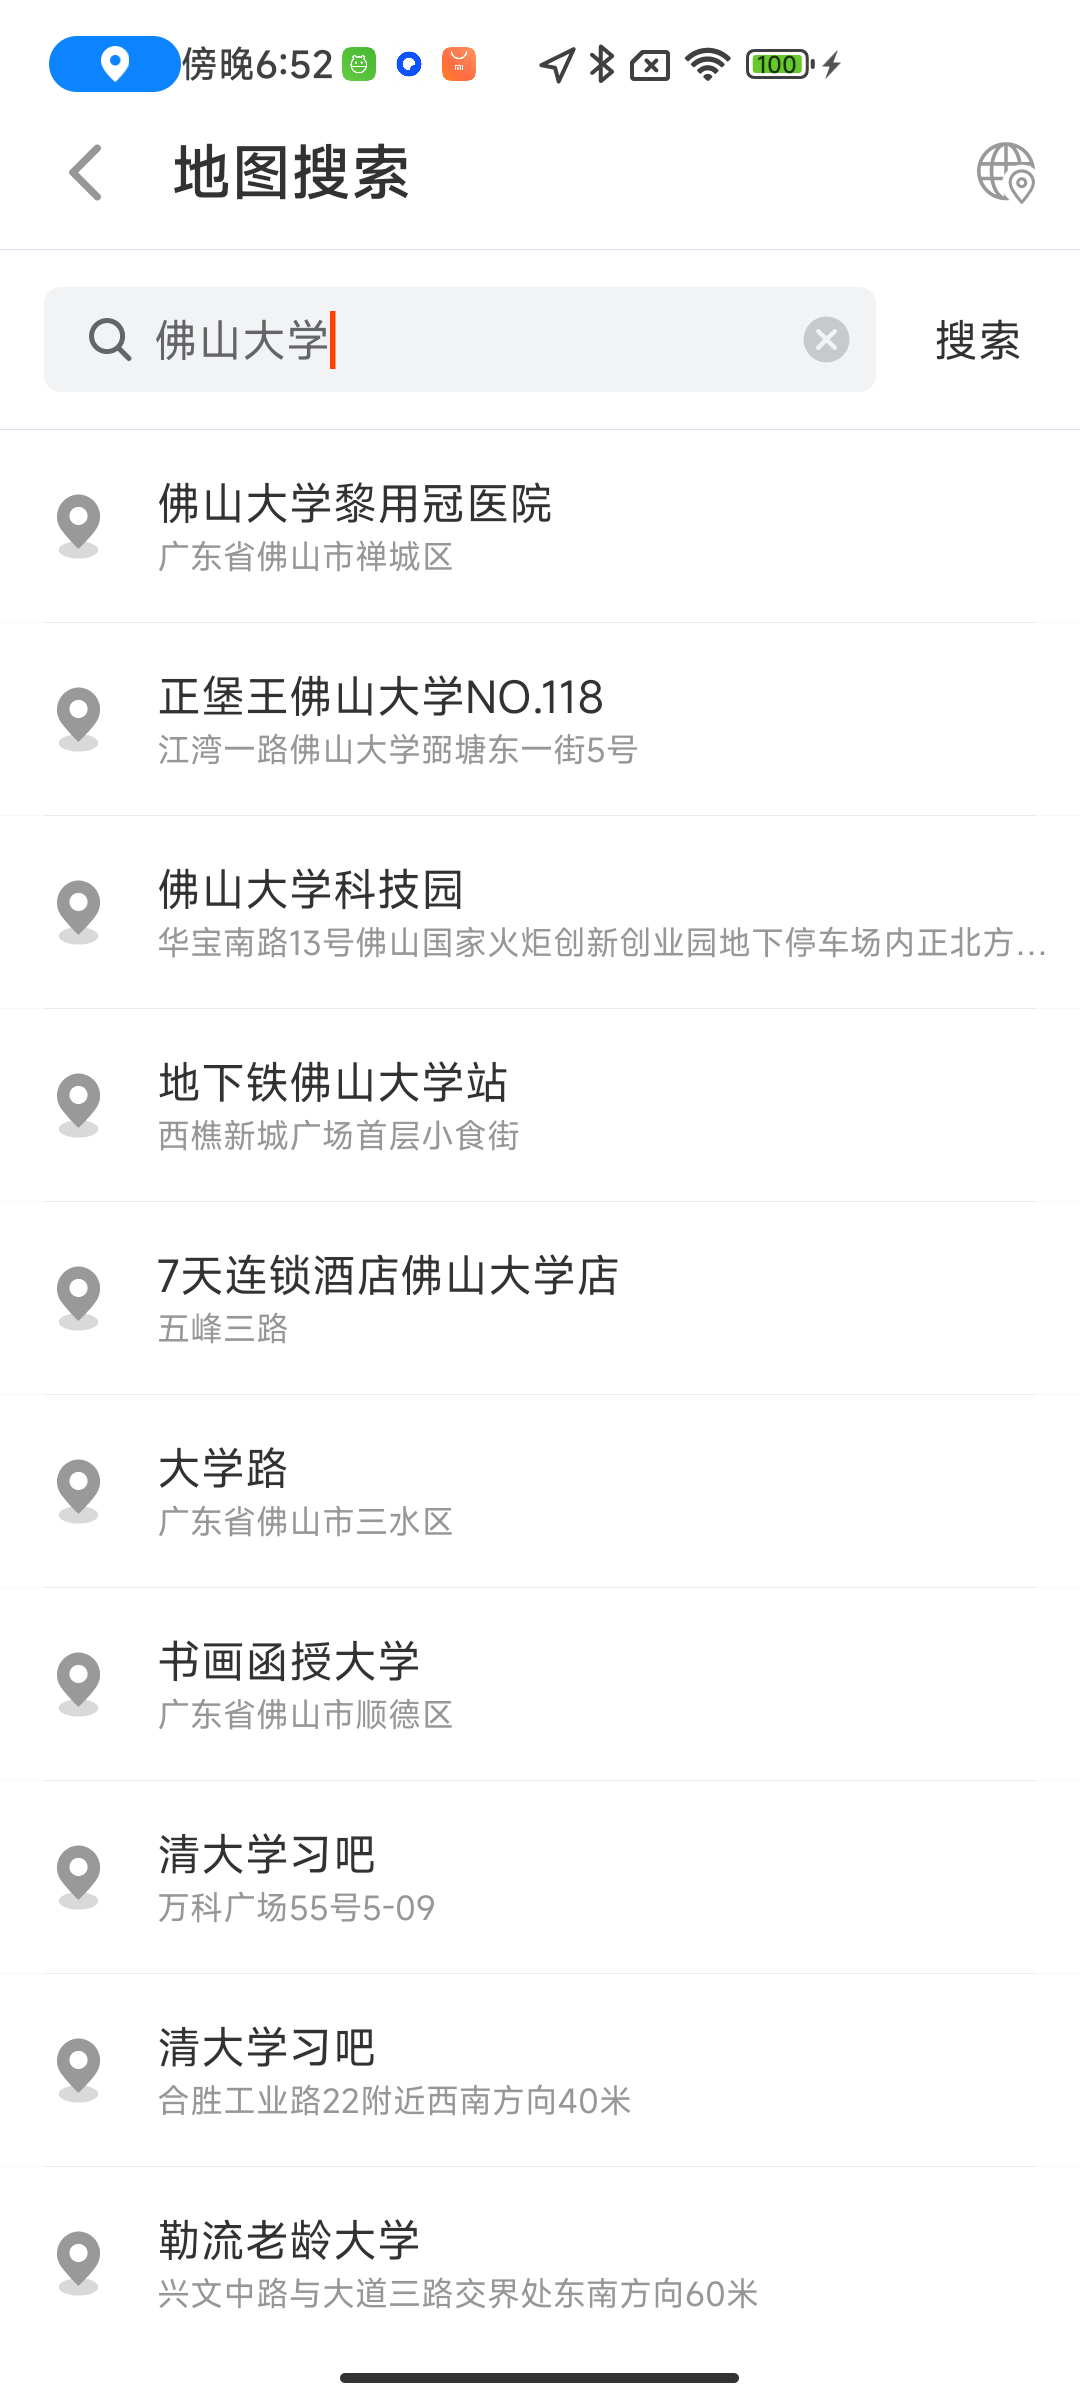 傍晚6:52
100
地图搜索
佛山大学
搜索
佛山大学黎用冠医院
广东省佛山市禅城区
正堡王佛山大学NO.118
江湾一路佛山大学弼塘东一街5号
佛山大学科技园
华宝南路13号佛山国家火炬创新创业园地下停车场内正北方...
地下铁佛山大学站
西樵新城广场首层小食街
7天连锁酒店佛山大学店
五峰三路
大学路
广东省佛山市三水区
书画函授大学
广东省佛山市顺德区
清大学习吧
万科广场55号5-09
清大学习吧
合胜工业路22附近西南方向40米
勒流老龄大学
兴文中路与大道三路交界处东南方向60米